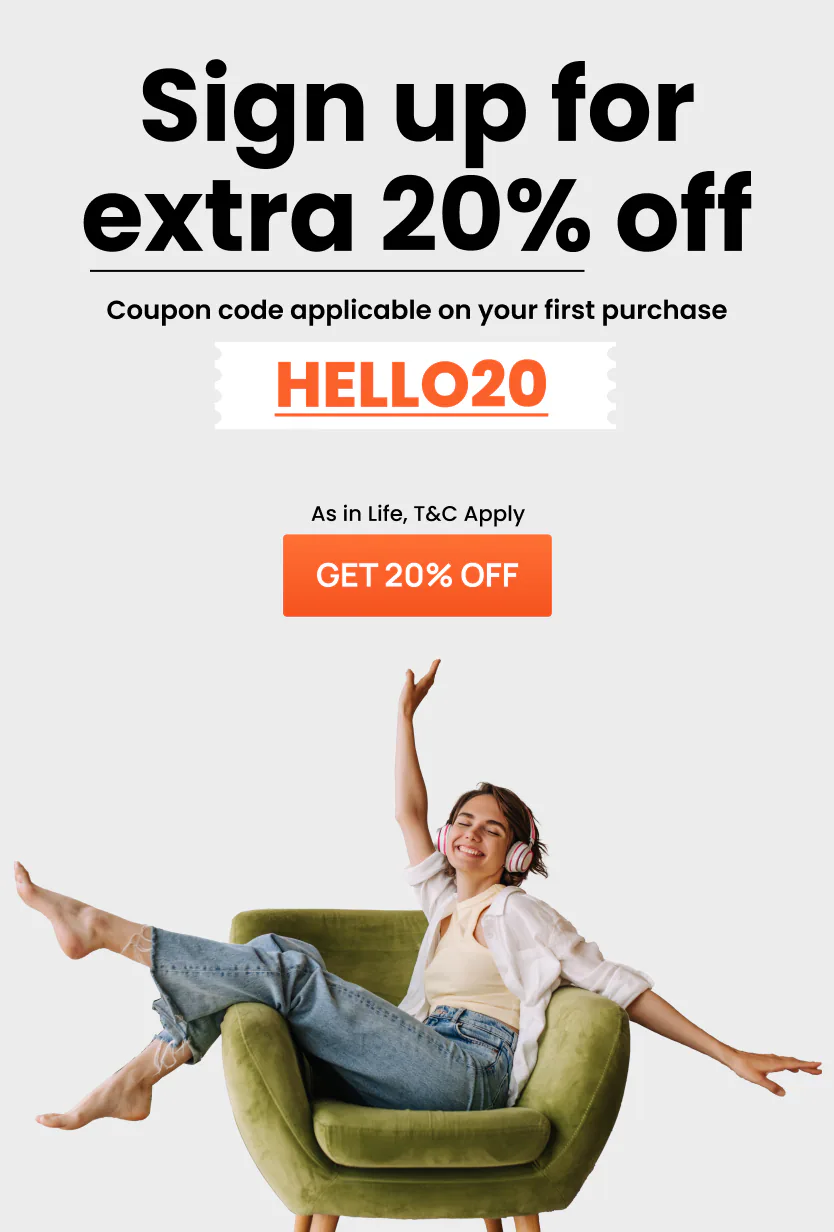 Sign up for
extra 20% off
Coupon code applicable on your first purchase
HELLO20
As in Life, T&C Apply
GET 20% OFF